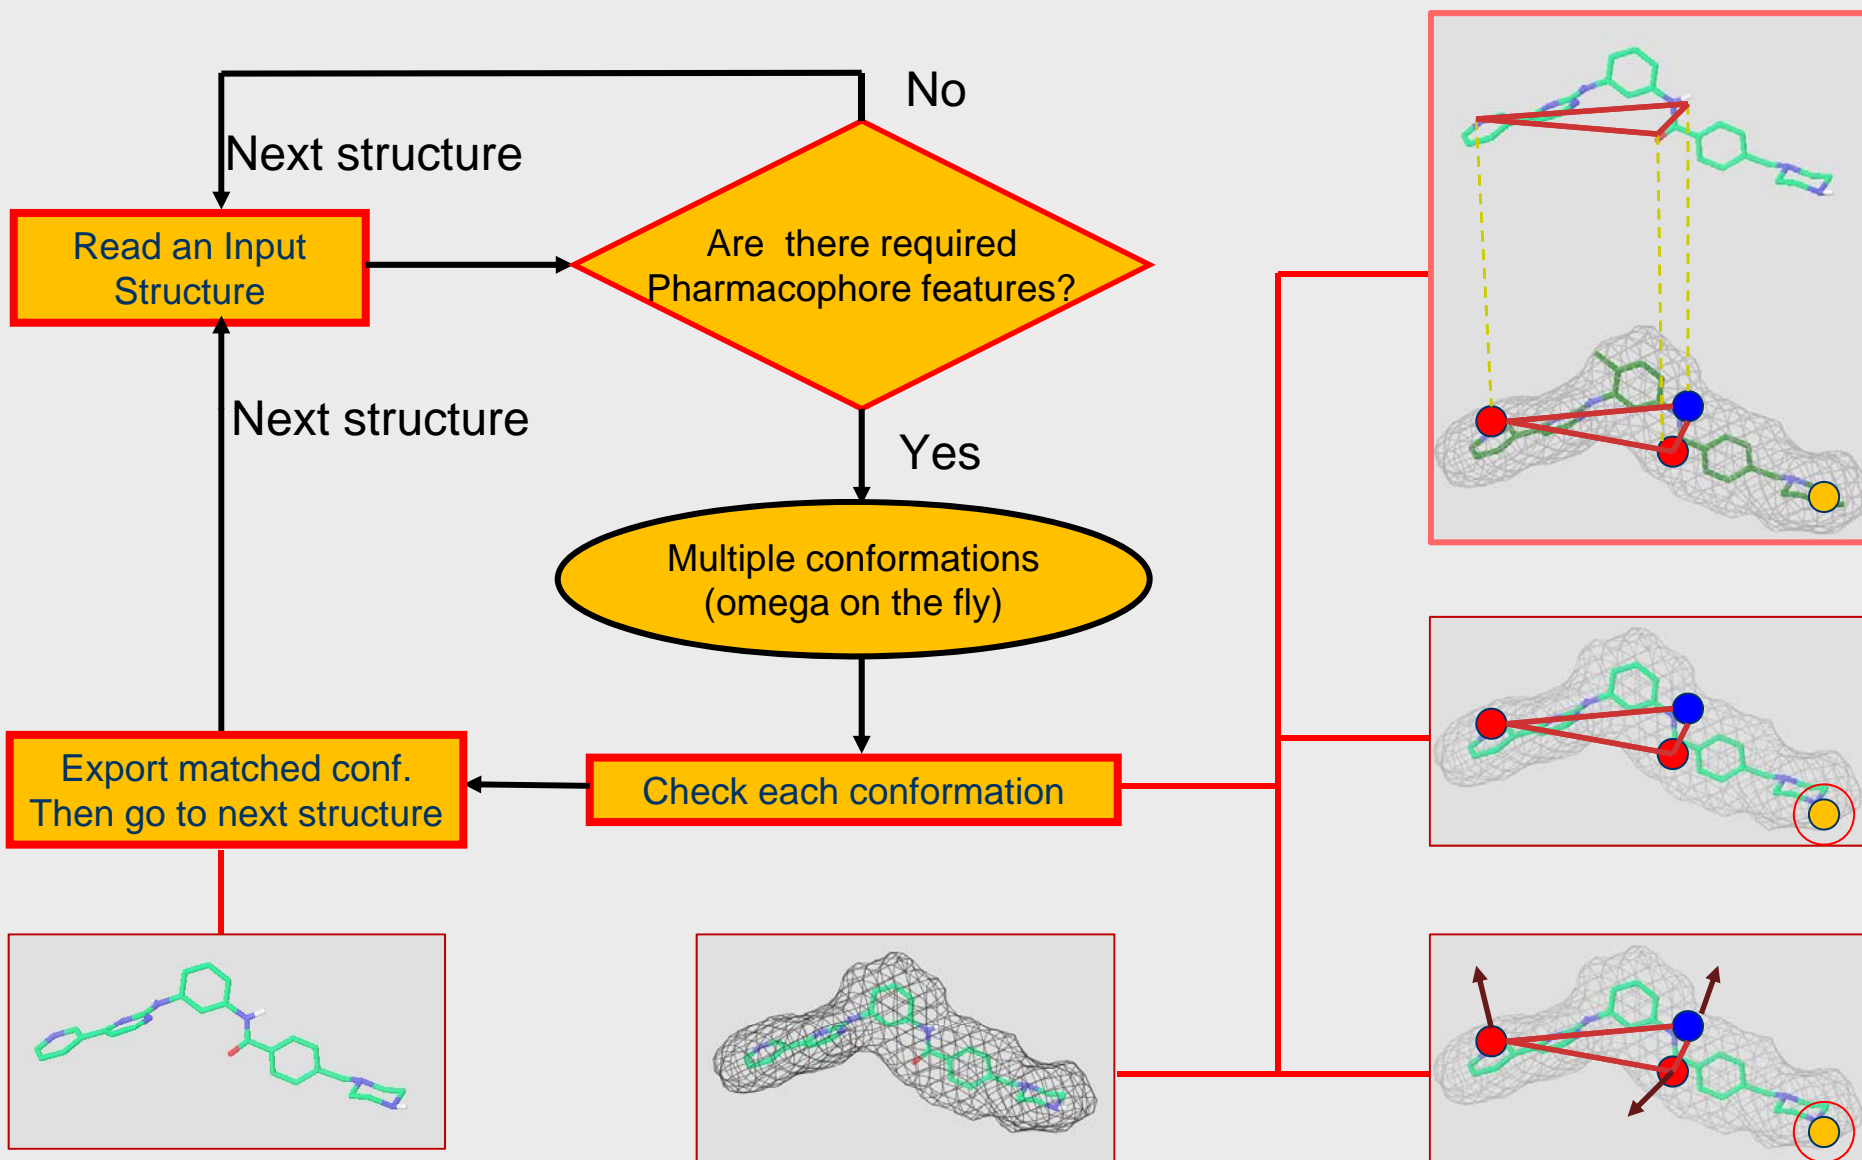 No
Next structure
Read an Input
Structure
Are there required
Pharmacophore features?
Next structure
Yes
Multiple conformations
(omega on the fly)
Export matched conf.
Then go to next structure
Check each conformation